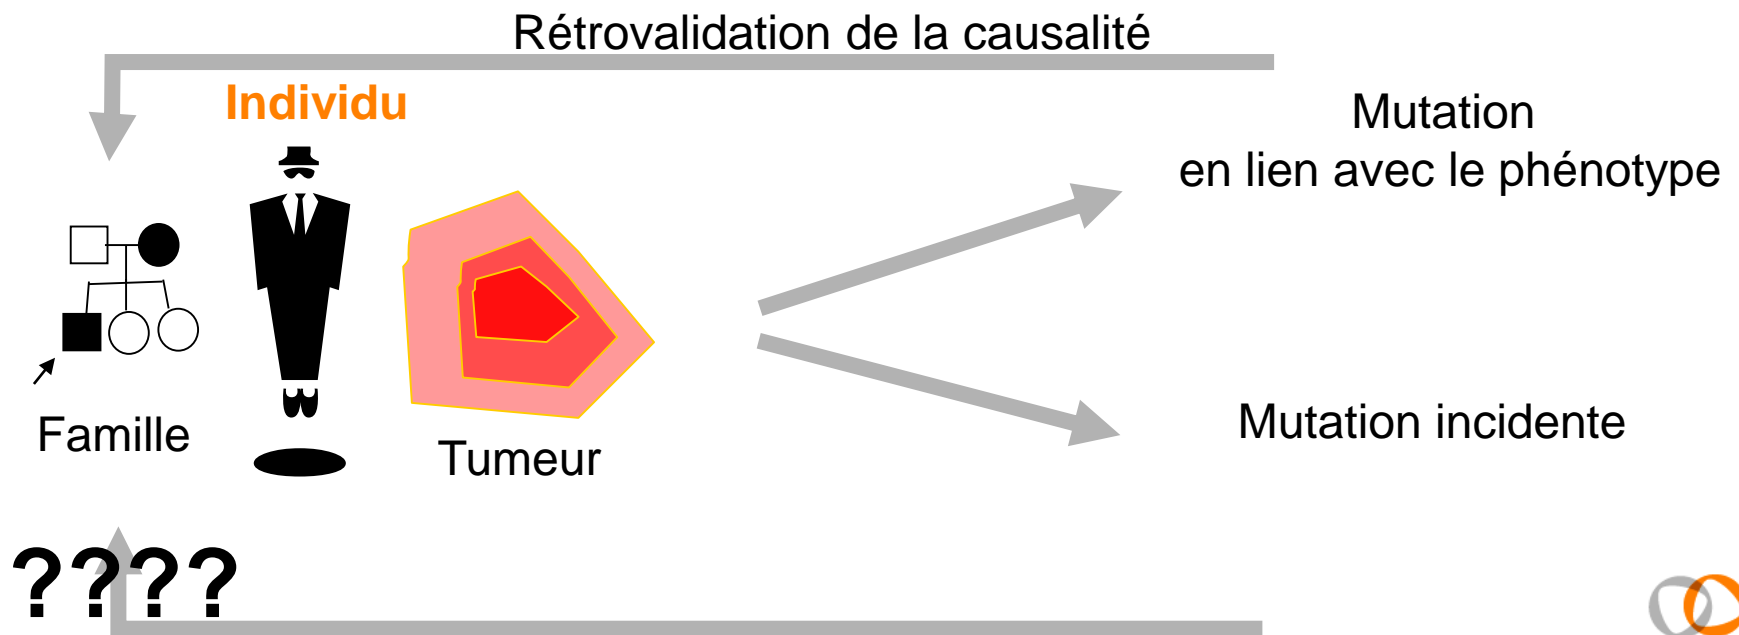 Rétrovalidation de la causalité
Individu
Mutation
en lien avec le phénotype
Famille
Tumeur
Mutation incidente
????